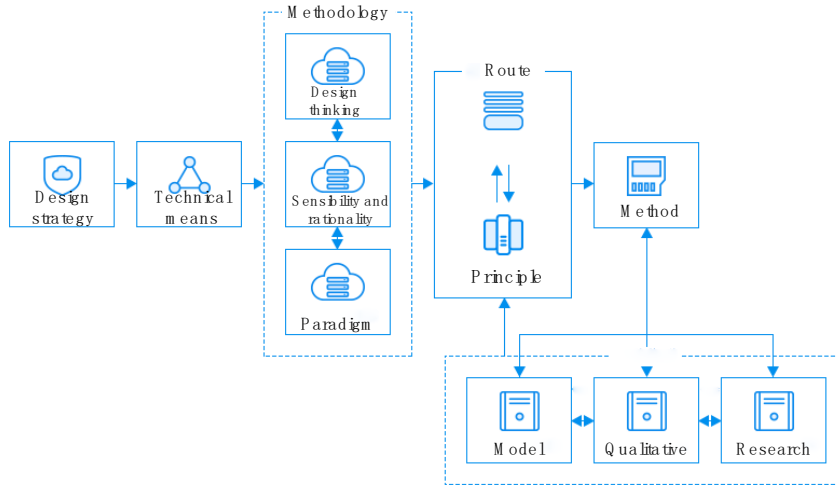 Methodology
Design
thinking
Route
Design
strategy
Technical
means
Sensibility and
rationality
Method
Principle
Paradigm
Model
Qualitative
Research